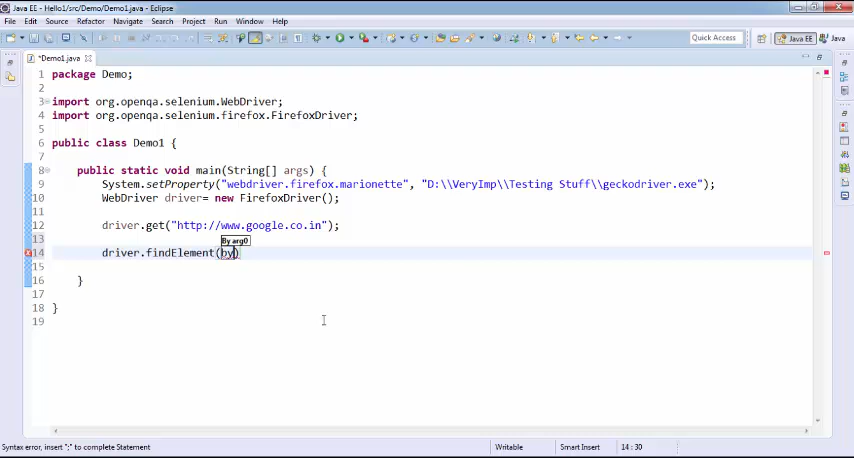 Java EE - Hello1/src/Demo/Demo1.java - Eclipse
File Edit Source Refactor Navigate Search Project Run Window Help
Quick Access Java EE Java
*Demo1.java
1 package Demo;
2
3 import org.openqa.selenium.WebDriver;
4 import org.openqa.selenium.firefox.FirefoxDriver;
5
6 public class Demo1 {
7
8 public static void main(String[] args) {
9 System.setProperty("webdriver.firefox.marionette", "D:\\VeryImp\\Testing Stuff\\geckodriver.exe");
10 WebDriver driver= new FirefoxDriver();
11
12 driver.get("http://www.google.co.in");
13
By arg0
14 driver.findElement(by)
15
16 }
17
18 }
19
Syntax error, insert ";" to complete Statement Writable Smart Insert 14 : 30